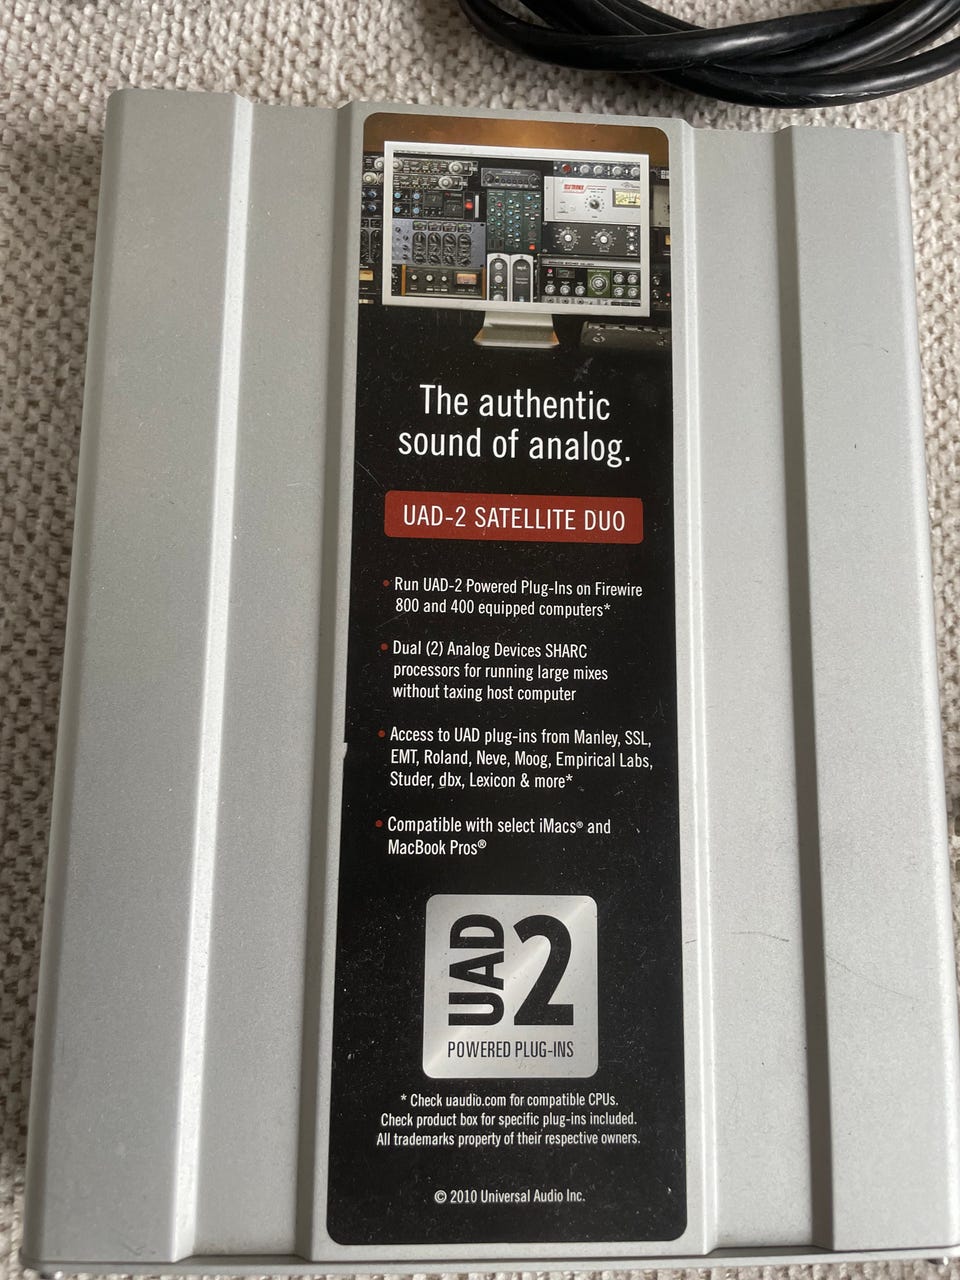 The authentic
sound of analog.
UAD-2 SATELLITE DUO
• Run UAD-2 Powered Plug-Ins on Firewire
800 and 400 equipped computers*
• Dual (2) Analog Devices SHARC
processors for running large mixes
without taxing host computer
• Access to UAD plug-ins from Manley, SSL,
EMT, Roland, Neve, Moog, Empirical Labs,
Studer, dbx, Lexicon & more*
• Compatible with select iMacs® and
MacBook Pros®
UAD 2
POWERED PLUG-INS
* Check uaudio.com for compatible CPUs.
Check product box for specific plug-ins included.
All trademarks property of their respective owners.
© 2010 Universal Audio Inc.